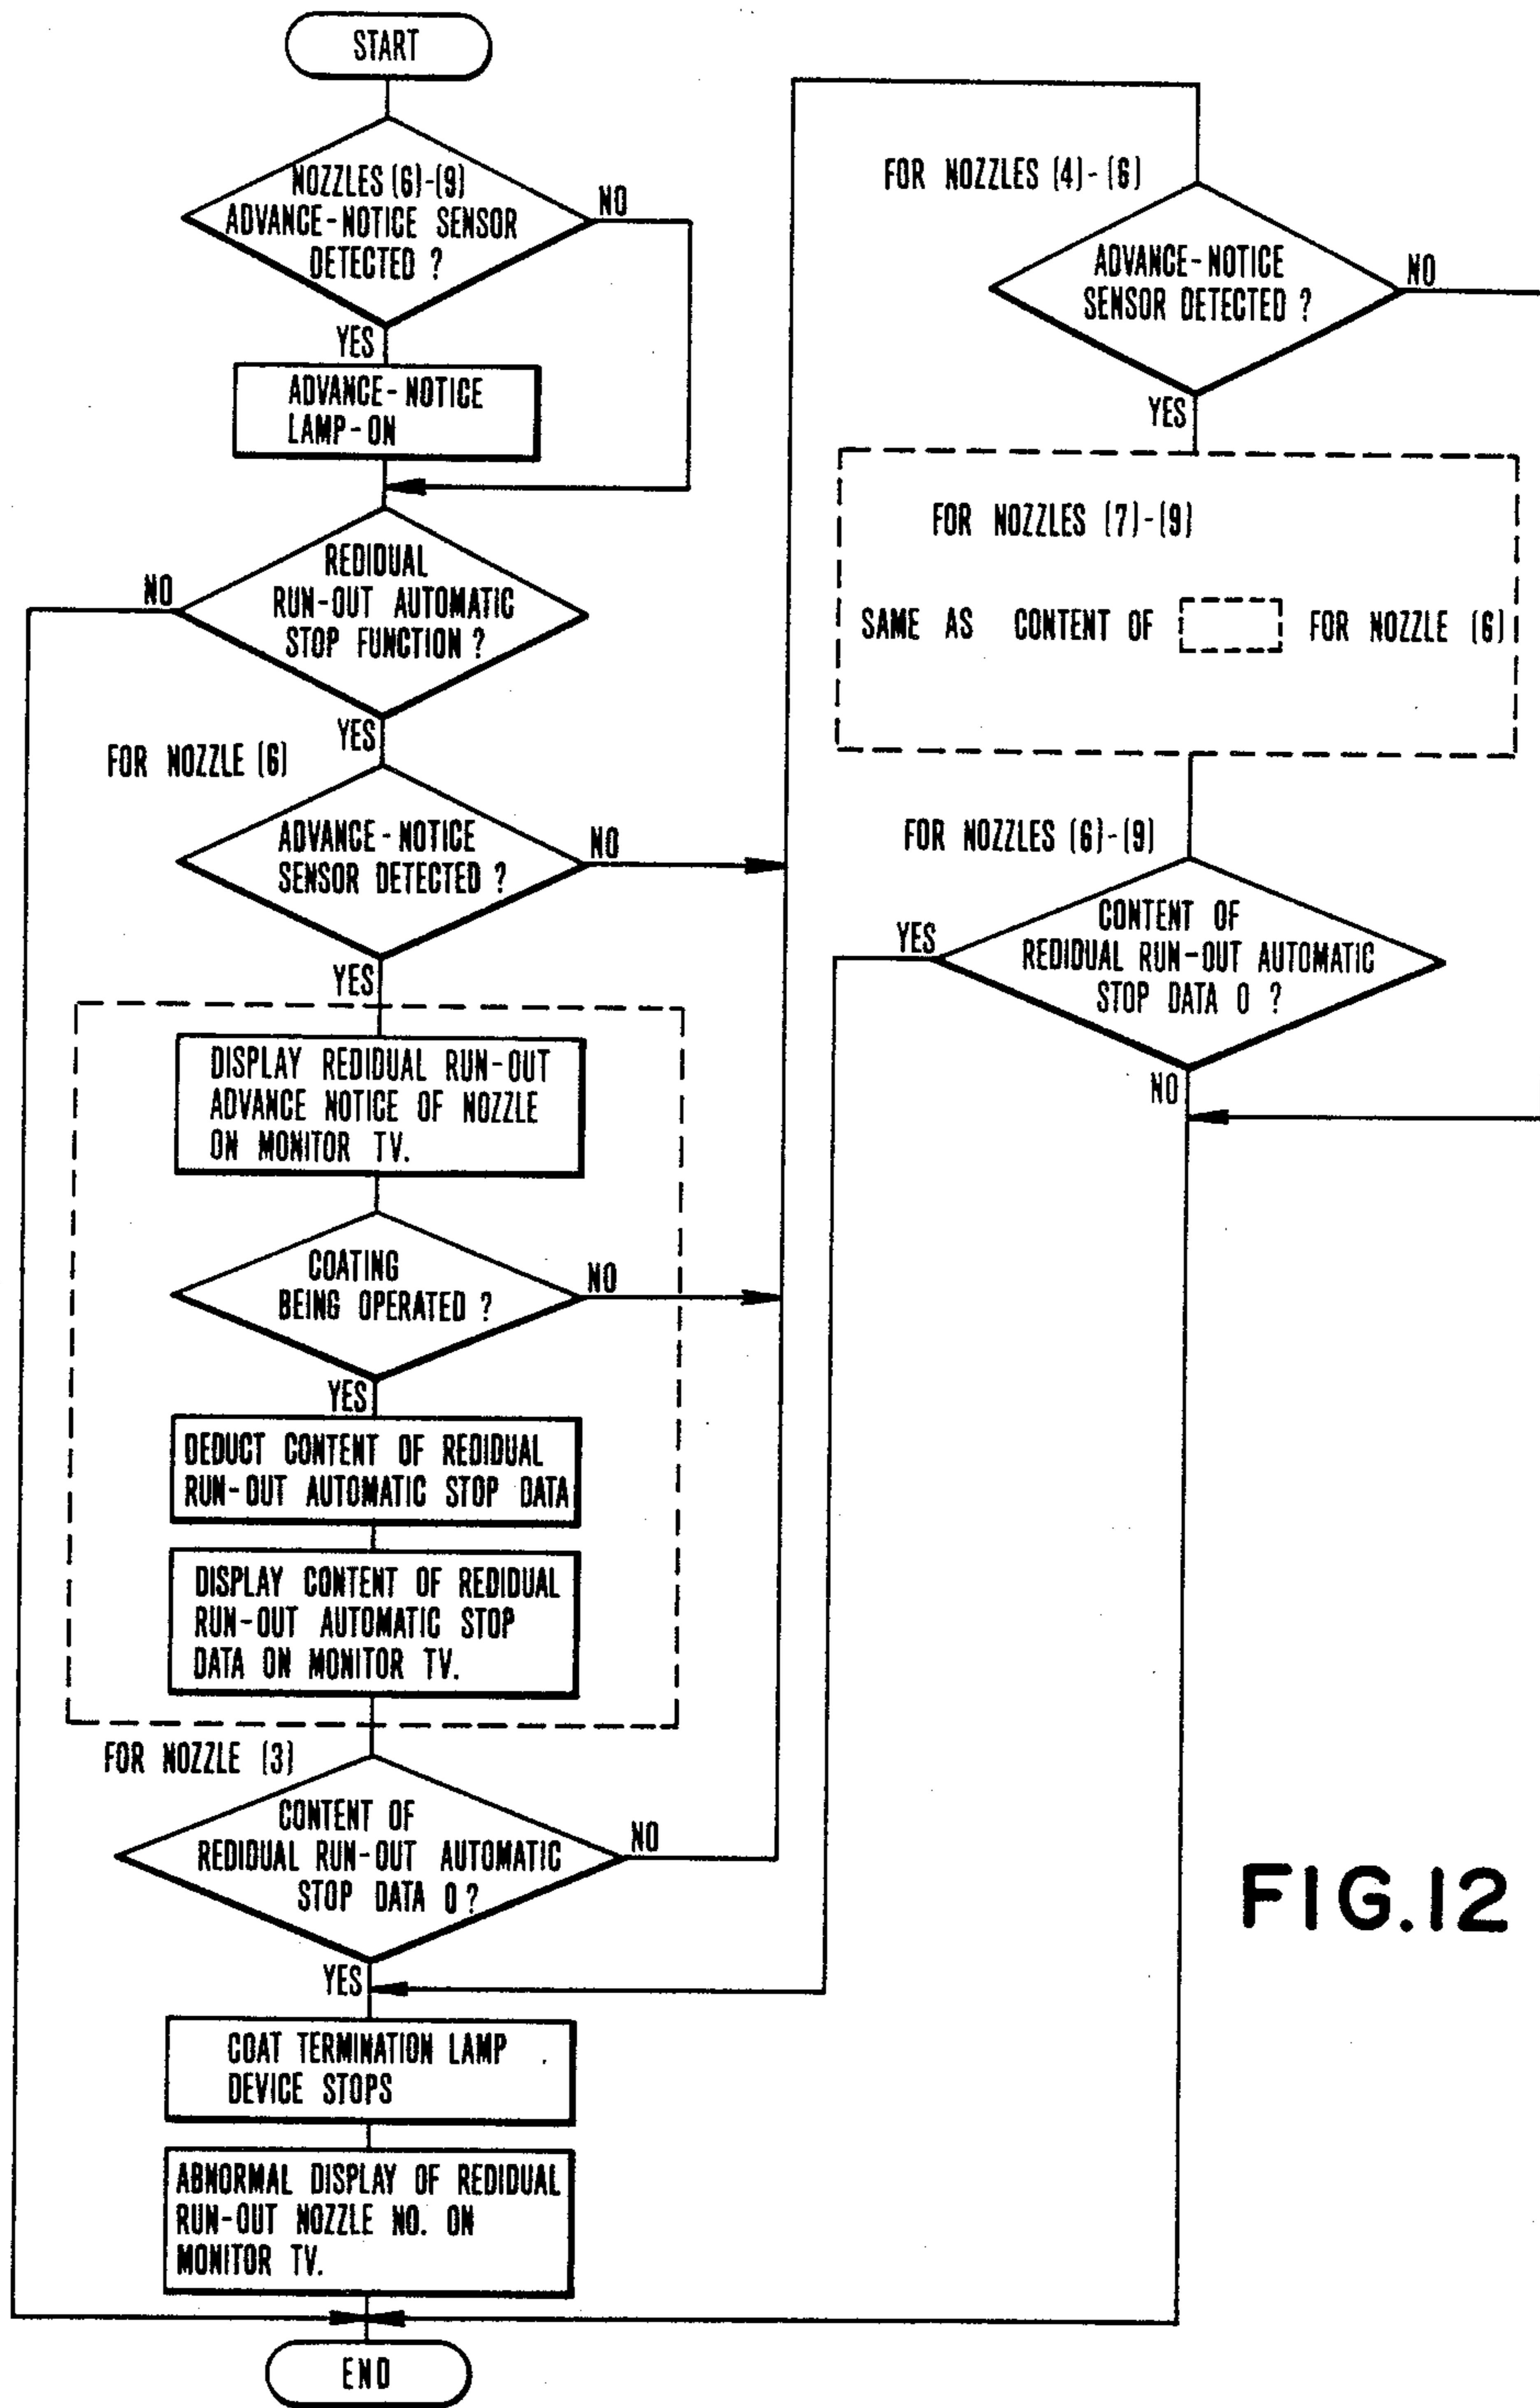 START
NOZZLES (6)-(9)
ADVANCE-NOTICE SENSOR
DETECTED ?
NO
YES
ADVANCE-NOTICE
LAMP-ON
REDIDUAL
RUN-OUT AUTOMATIC
STOP FUNCTION ?
NO
YES
FOR NOZZLE (6)
ADVANCE-NOTICE
SENSOR DETECTED ?
NO
YES
DISPLAY REDIDUAL RUN-OUT
ADVANCE NOTICE OF NOZZLE
ON MONITOR TV.
COATING
BEING OPERATED ?
NO
YES
DEDUCT CONTENT OF REDIDUAL
RUN-OUT AUTOMATIC STOP DATA
DISPLAY CONTENT OF REDIDUAL
RUN-OUT AUTOMATIC STOP
DATA ON MONITOR TV.
FOR NOZZLE (3)
CONTENT OF
REDIDUAL RUN-OUT AUTOMATIC
STOP DATA 0 ?
NO
YES
COAT TERMINATION LAMP
DEVICE STOPS
ABNORMAL DISPLAY OF REDIDUAL
RUN-OUT NOZZLE NO. ON
MONITOR TV.
END
FOR NOZZLES (4)-(6)
ADVANCE-NOTICE
SENSOR DETECTED ?
NO
YES
FOR NOZZLES (7)-(9)
SAME AS CONTENT OF FOR NOZZLE (6)
FOR NOZZLES (6)-(9)
CONTENT OF
REDIDUAL RUN-OUT AUTOMATIC
STOP DATA 0 ?
YES
NO
FIG.12